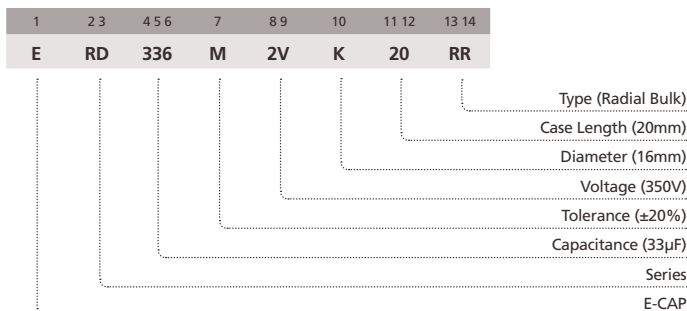 1 2 3 4 5 6 7 8 9 10 11 12 13 14
E RD 336 M 2V K 20 RR
Type (Radial Bulk)
Case Length (20mm)
Diameter (16mm)
Voltage (350V)
Tolerance (±20%)
Capacitance (33µF)
Series
E-CAP